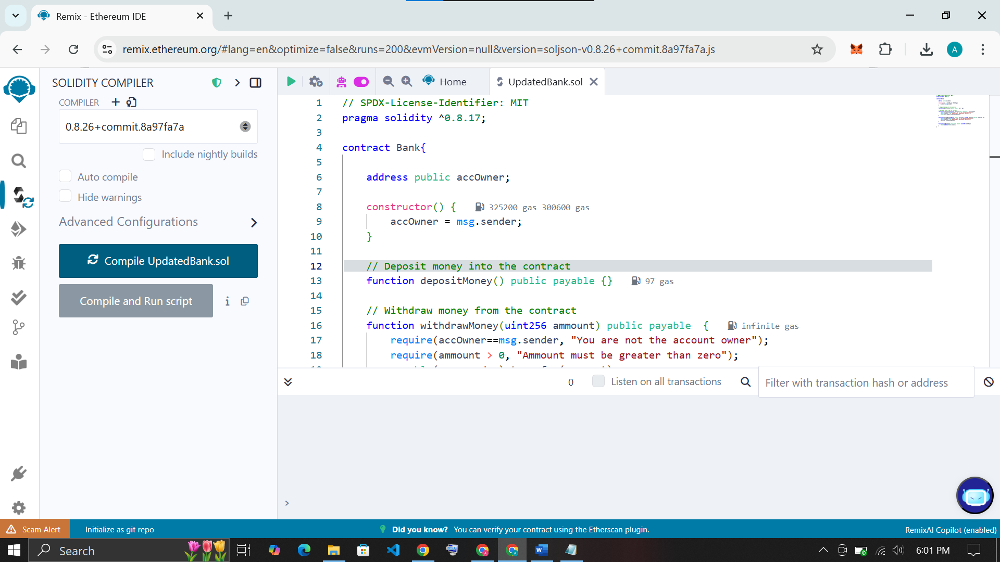 Remix - Ethereum IDE
remix.ethereum.org/#lang=en&optimize=false&runs=200&evmVersion=null&version=soljson-v0.8.26+commit.8a97fa7a.js
A
SOLIDITY COMPILER
COMPILER
0.8.26+commit.8a97fa7a
Include nightly builds
Auto compile
Hide warnings
Advanced Configurations
Compile UpdatedBank.sol
Compile and Run script
i
Home
UpdatedBank.sol
1 // SPDX-License-Identifier: MIT
2 pragma solidity ^0.8.17;
3
4 contract Bank{
5
6 address public accOwner;
7
8 constructor() { 325200 gas 300600 gas
9 accOwner = msg.sender;
10 }
11
12 // Deposit money into the contract
13 function depositMoney() public payable {} 97 gas
14
15 // Withdraw money from the contract
16 function withdrawMoney(uint256 ammount) public payable { infinite gas
17 require(accOwner==msg.sender, "You are not the account owner");
18 require(ammount > 0, "Ammount must be greater than zero");
0
Listen on all transactions
Filter with transaction hash or address
>
Scam Alert
Initialize as git repo
Did you know? You can verify your contract using the Etherscan plugin.
RemixAI Copilot (enabled)
Search
6:01 PM